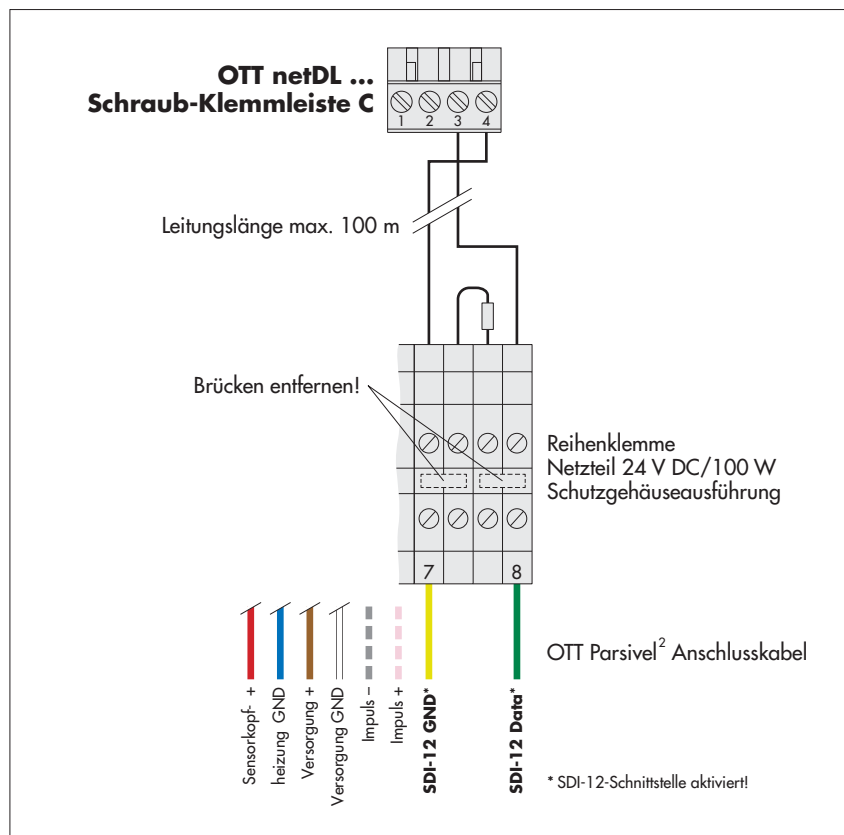 OTT netDL ...
Schraub-Klemmleiste C
1 2 3 4
Leitungslänge max. 100 m
Brücken entfernen!
Reihenklemme
Netzteil 24 V DC/100 W
Schutzgehäuseausführung
7 8
OTT Parsivel² Anschlusskabel
Sensorkopf- +
heizung GND
Versorgung +
Versorgung GND
Impuls –
Impuls +
SDI-12 GND*
SDI-12 Data*
* SDI-12-Schnittstelle aktiviert!